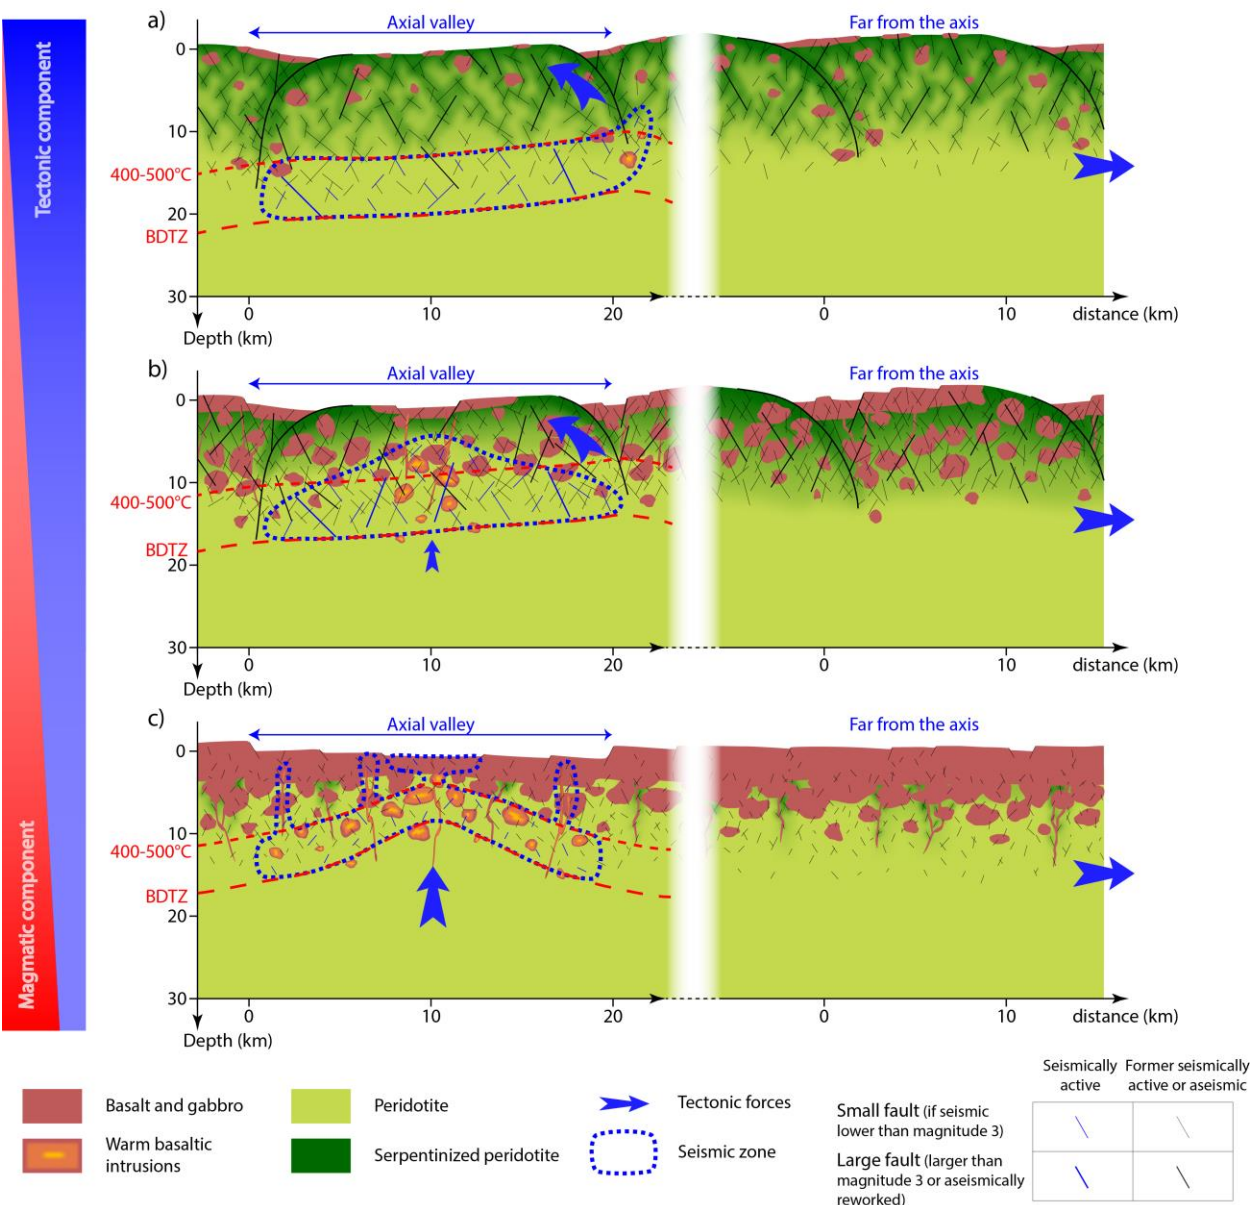 Tectonic component
Magmatic component
a)
Axial valley
Far from the axis
0
10
400-500°C
20
BDTZ
30
0
10
20
0
10
distance (km)
Depth (km)
b)
Axial valley
Far from the axis
0
10
400-500°C
BDTZ
20
30
0
10
20
0
10
distance (km)
Depth (km)
c)
Axial valley
Far from the axis
0
10
400-500°C
BDTZ
20
30
0
10
20
0
10
distance (km)
Depth (km)
Basalt and gabbro
Warm basaltic
intrusions
Peridotite
Serpentinized peridotite
Tectonic forces
Seismic zone
Seismically
active
Former seismically
active or aseismic
Small fault (if seismic
lower than magnitude 3)
Large fault (larger than
magnitude 3 or aseismically
reworked)